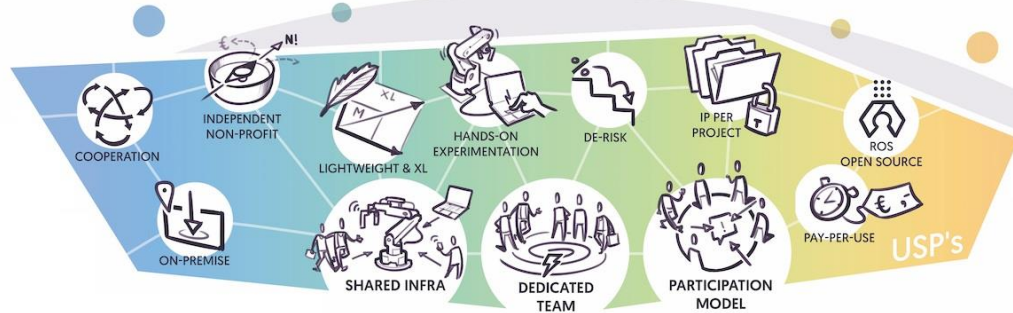 N!
€
COOPERATION
INDEPENDENT
NON-PROFIT
XL
M
LIGHTWEIGHT & XL
HANDS-ON
EXPERIMENTATION
%
DE-RISK
IP PER
PROJECT
ROS
OPEN SOURCE
ON-PREMISE
SHARED INFRA
DEDICATED
TEAM
!
PARTICIPATION
MODEL
€ ,-
PAY-PER-USE
USP's